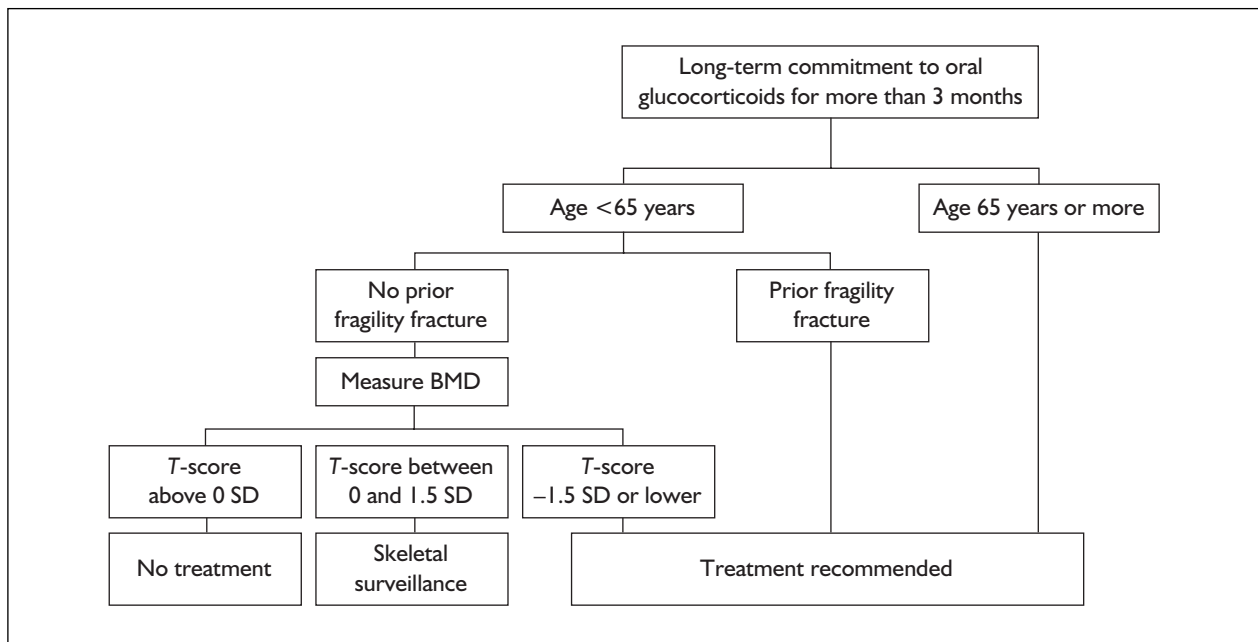 Long-term commitment to oral
glucocorticoids for more than 3 months
Age <65 years
Age 65 years or more
No prior
fragility fracture
Prior fragility
fracture
Measure BMD
T-score
above 0 SD
T-score between
0 and 1.5 SD
T-score
–1.5 SD or lower
No treatment
Skeletal
surveillance
Treatment recommended